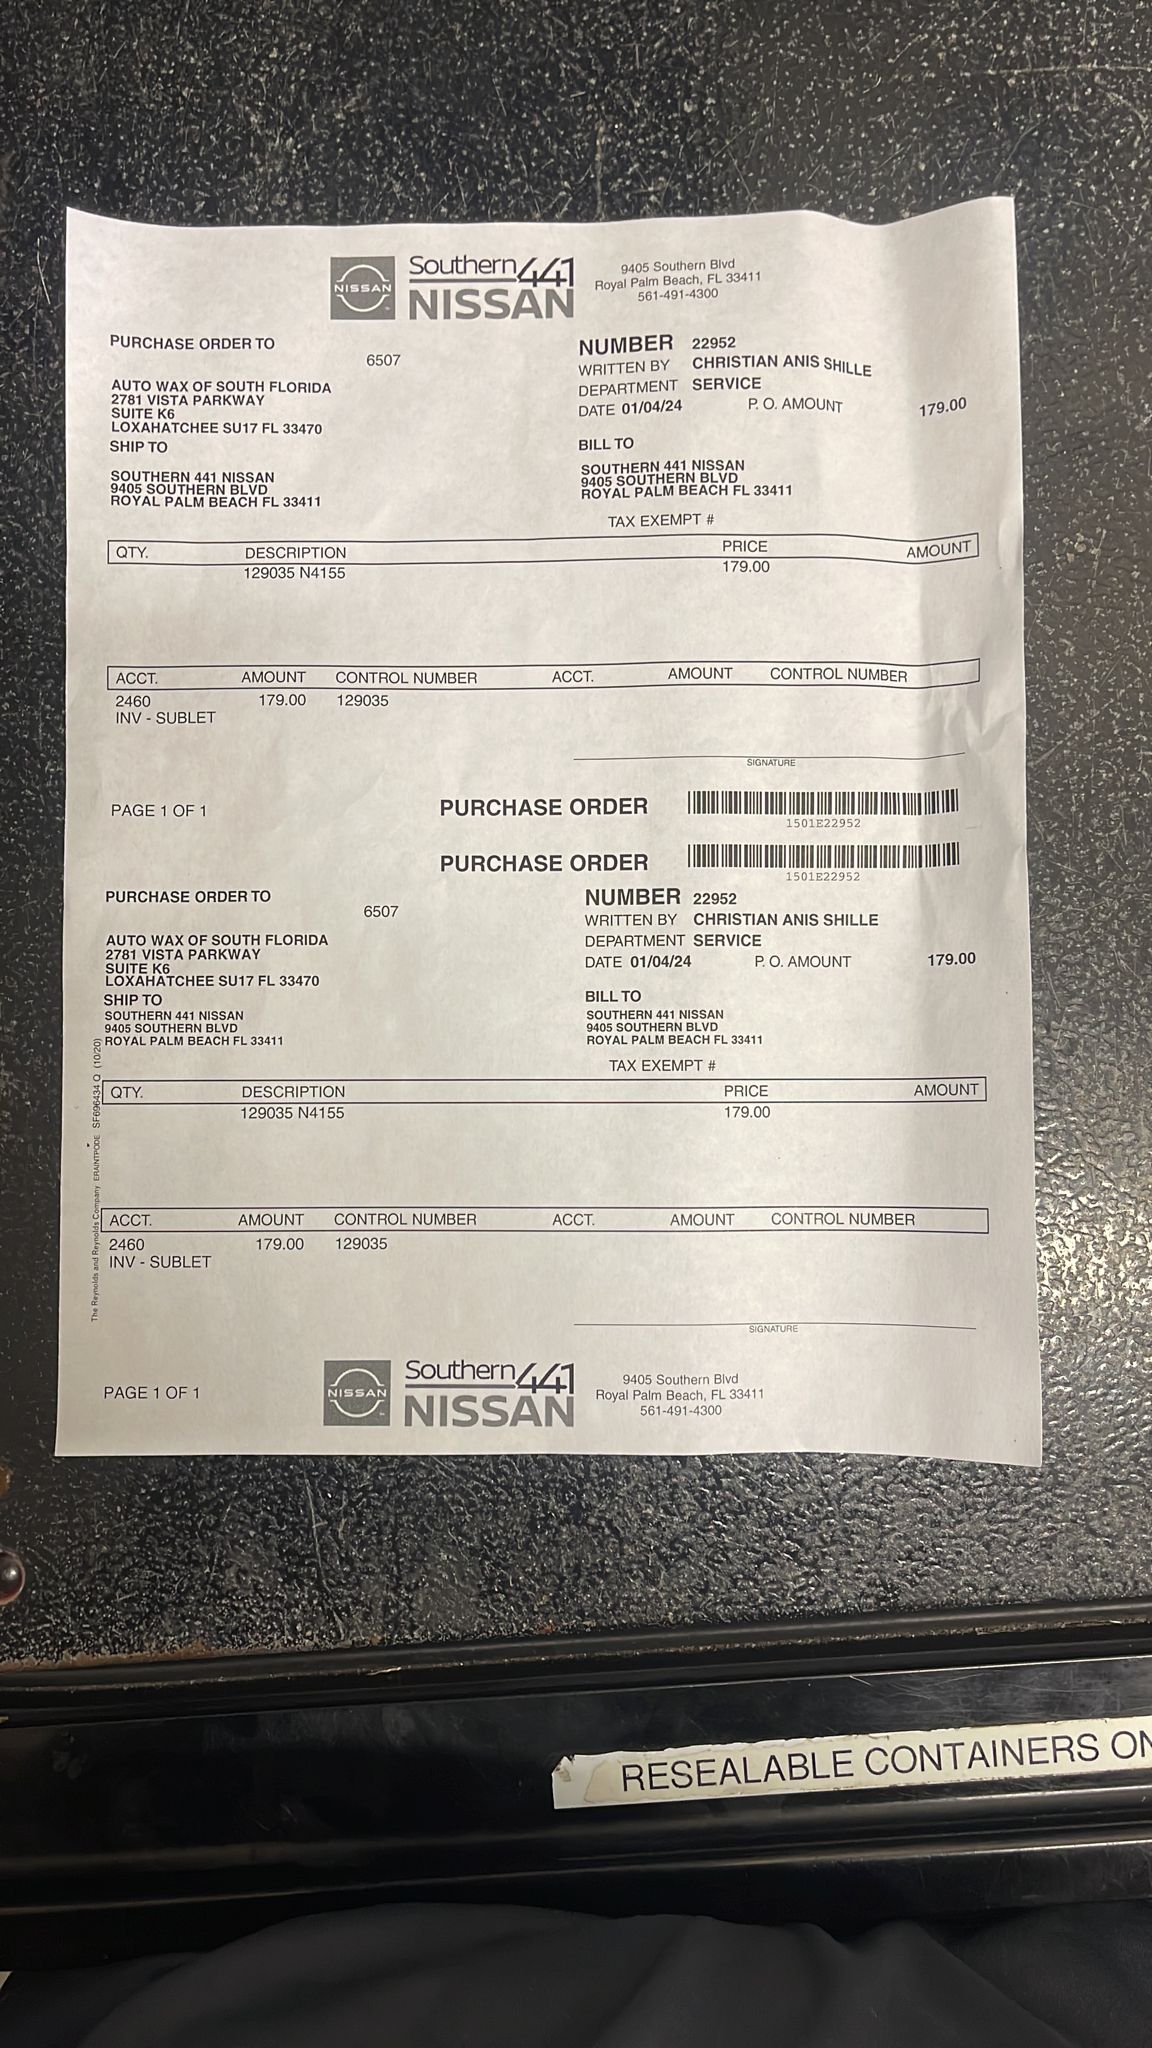 NISSAN
Southern 441
NISSAN
9405 Southern Blvd
Royal Palm Beach, FL 33411
561-491-4300
PURCHASE ORDER TO
6507
AUTO WAX OF SOUTH FLORIDA
2781 VISTA PARKWAY
SUITE K6
LOXAHATCHEE SU17 FL 33470
NUMBER 22952
WRITTEN BY CHRISTIAN ANIS SHILLE
DEPARTMENT SERVICE
DATE 01/04/24 P. O. AMOUNT 179.00
SHIP TO
SOUTHERN 441 NISSAN
9405 SOUTHERN BLVD
ROYAL PALM BEACH FL 33411
BILL TO
SOUTHERN 441 NISSAN
9405 SOUTHERN BLVD
ROYAL PALM BEACH FL 33411
TAX EXEMPT #
QTY. DESCRIPTION PRICE AMOUNT
129035 N4155 179.00
ACCT. AMOUNT CONTROL NUMBER ACCT. AMOUNT CONTROL NUMBER
2460 179.00 129035
INV - SUBLET
SIGNATURE
PAGE 1 OF 1 PURCHASE ORDER
1501E22952
PURCHASE ORDER
1501E22952
PURCHASE ORDER TO
6507
AUTO WAX OF SOUTH FLORIDA
2781 VISTA PARKWAY
SUITE K6
LOXAHATCHEE SU17 FL 33470
NUMBER 22952
WRITTEN BY CHRISTIAN ANIS SHILLE
DEPARTMENT SERVICE
DATE 01/04/24 P. O. AMOUNT 179.00
SHIP TO
SOUTHERN 441 NISSAN
9405 SOUTHERN BLVD
ROYAL PALM BEACH FL 33411
BILL TO
SOUTHERN 441 NISSAN
9405 SOUTHERN BLVD
ROYAL PALM BEACH FL 33411
TAX EXEMPT #
QTY. DESCRIPTION PRICE AMOUNT
129035 N4155 179.00
ACCT. AMOUNT CONTROL NUMBER ACCT. AMOUNT CONTROL NUMBER
2460 179.00 129035
INV - SUBLET
SIGNATURE
The Reynolds and Reynolds Company ERAINTPODE SF696434 Q (10/20)
PAGE 1 OF 1
NISSAN
Southern 441
NISSAN
9405 Southern Blvd
Royal Palm Beach, FL 33411
561-491-4300
RESEALABLE CONTAINERS ON